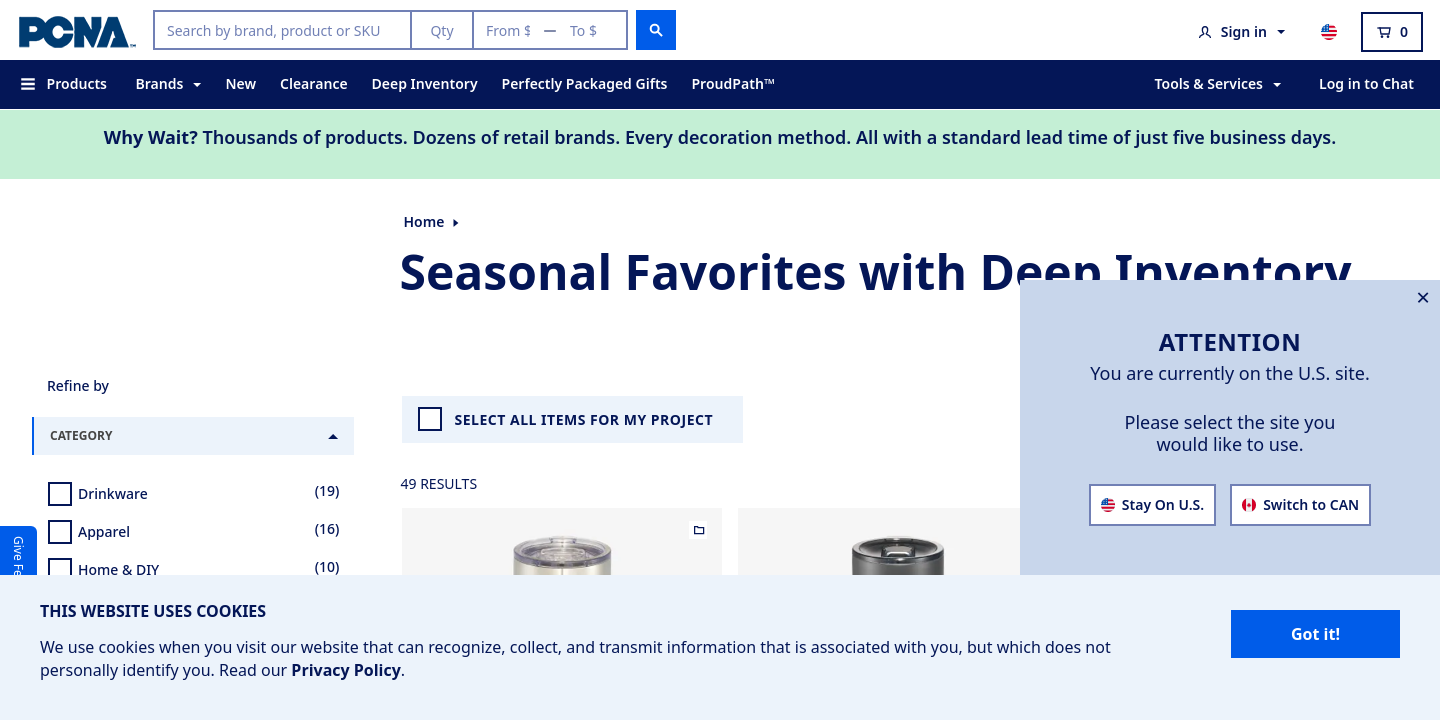 PCNA™
Search by brand, product or SKU
Qty
From $ — To $
Sign in
0
Products
Brands
New
Clearance
Deep Inventory
Perfectly Packaged Gifts
ProudPath™
Tools & Services
Log in to Chat
Why Wait? Thousands of products. Dozens of retail brands. Every decoration method. All with a standard lead time of just five business days.
Home
Seasonal Favorites with Deep Inventory
Refine by
CATEGORY
Drinkware (19)
Apparel (16)
Home & DIY (10)
Give Fe
SELECT ALL ITEMS FOR MY PROJECT
49 RESULTS
ATTENTION
You are currently on the U.S. site.
Please select the site you
would like to use.
Stay On U.S.
Switch to CAN
THIS WEBSITE USES COOKIES
We use cookies when you visit our website that can recognize, collect, and transmit information that is associated with you, but which does not
personally identify you. Read our Privacy Policy.
Got it!